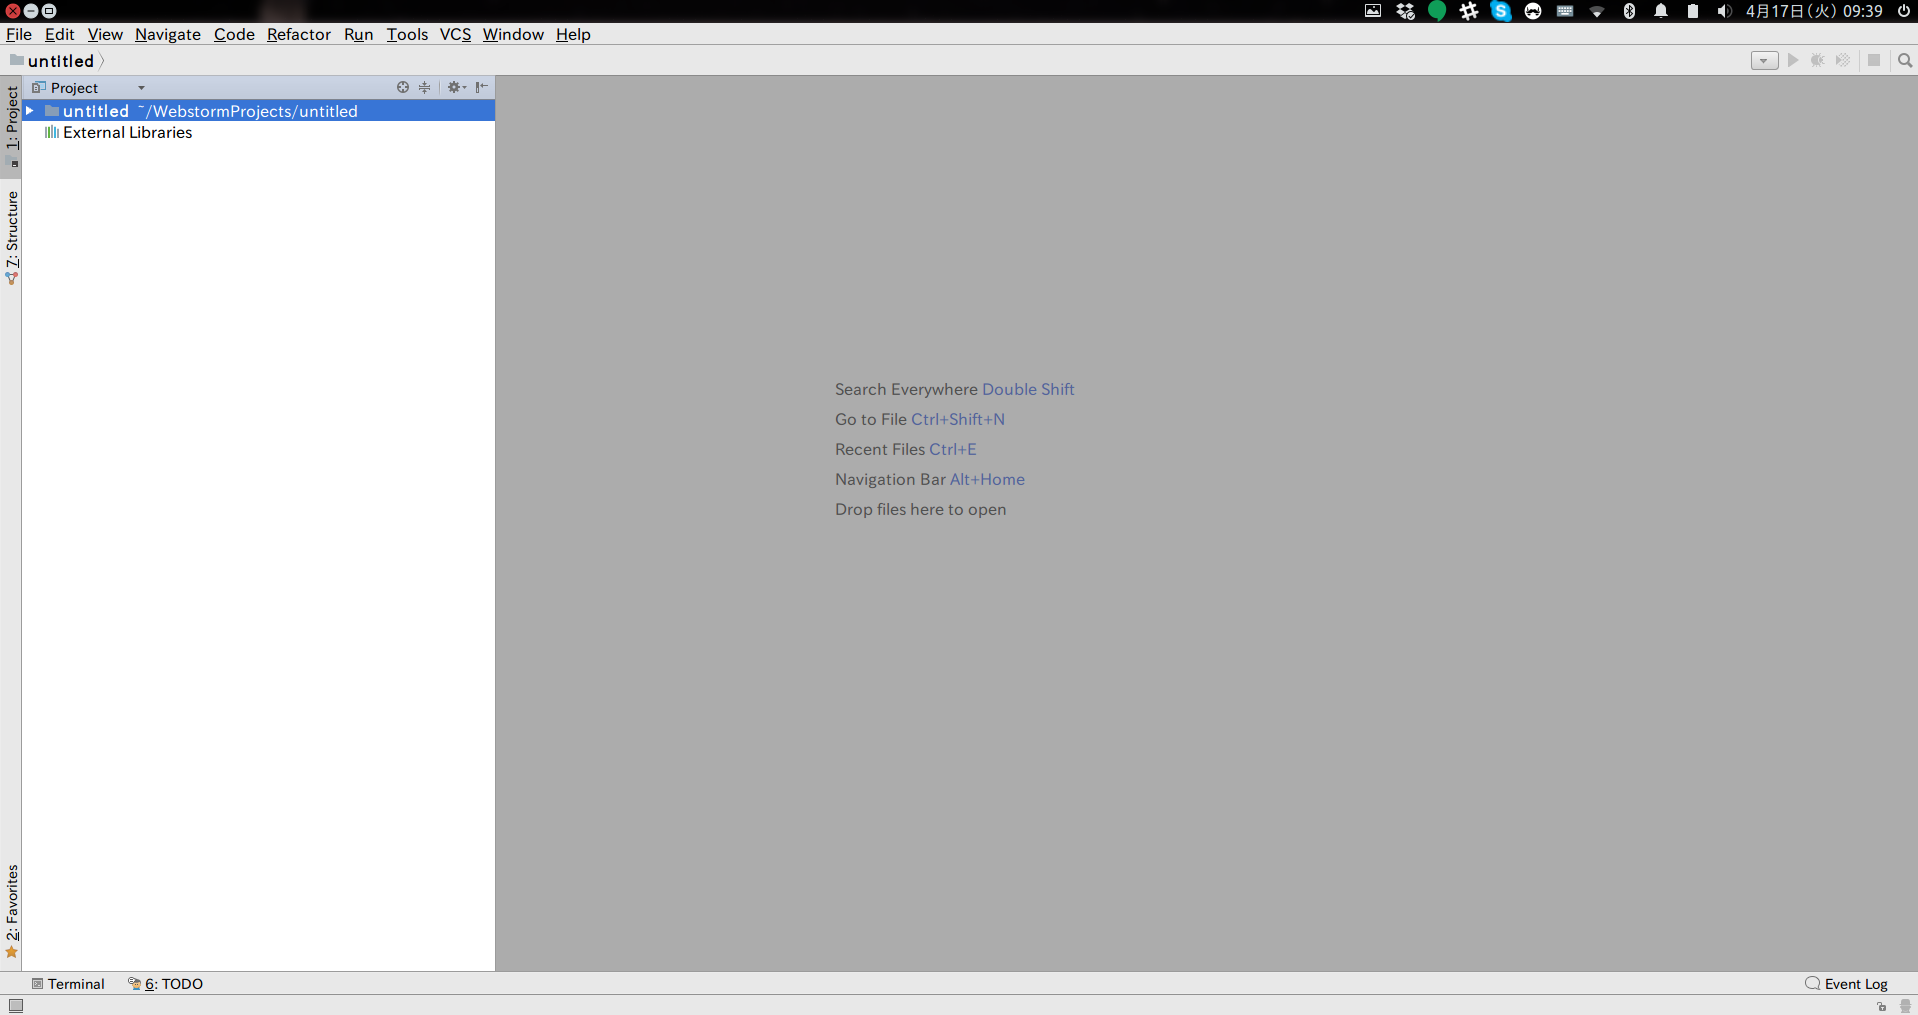 4月17日(火) 09:39
File Edit View Navigate Code Refactor Run Tools VCS Window Help
untitled
1: Project
Project
untitled ~/WebstormProjects/untitled
External Libraries
7: Structure
Search Everywhere Double Shift
Go to File Ctrl+Shift+N
Recent Files Ctrl+E
Navigation Bar Alt+Home
Drop files here to open
2: Favorites
Terminal 6: TODO Event Log